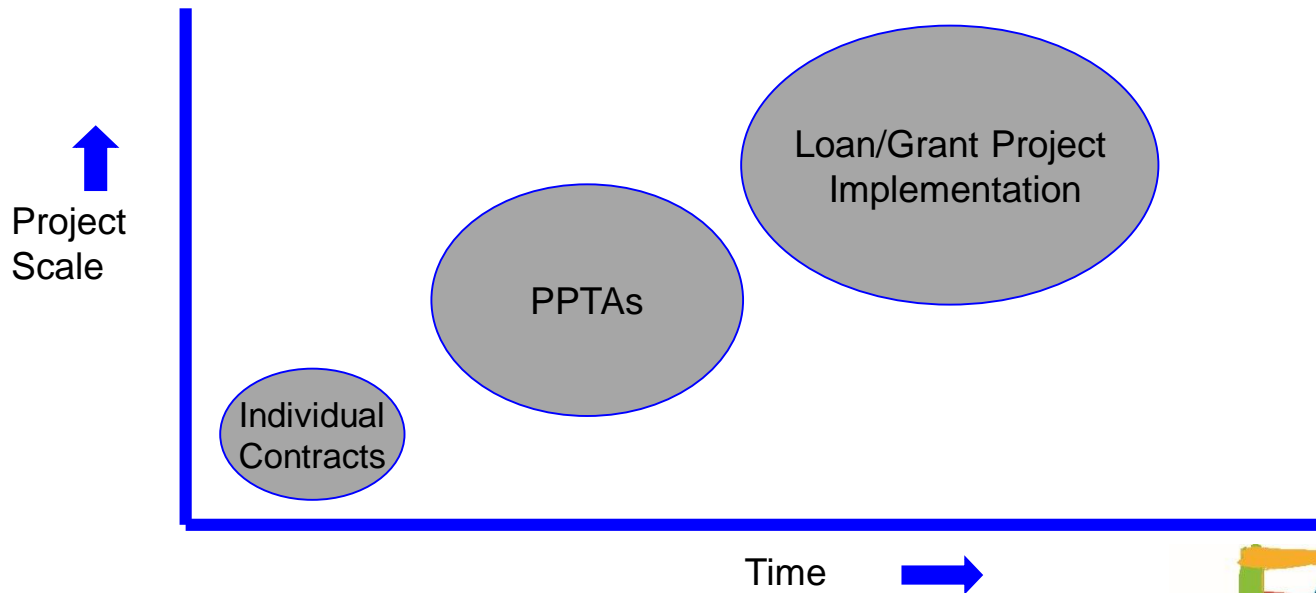 Loan/Grant Project
Implementation
Project
Scale
PPTAs
Individual
Contracts
Time